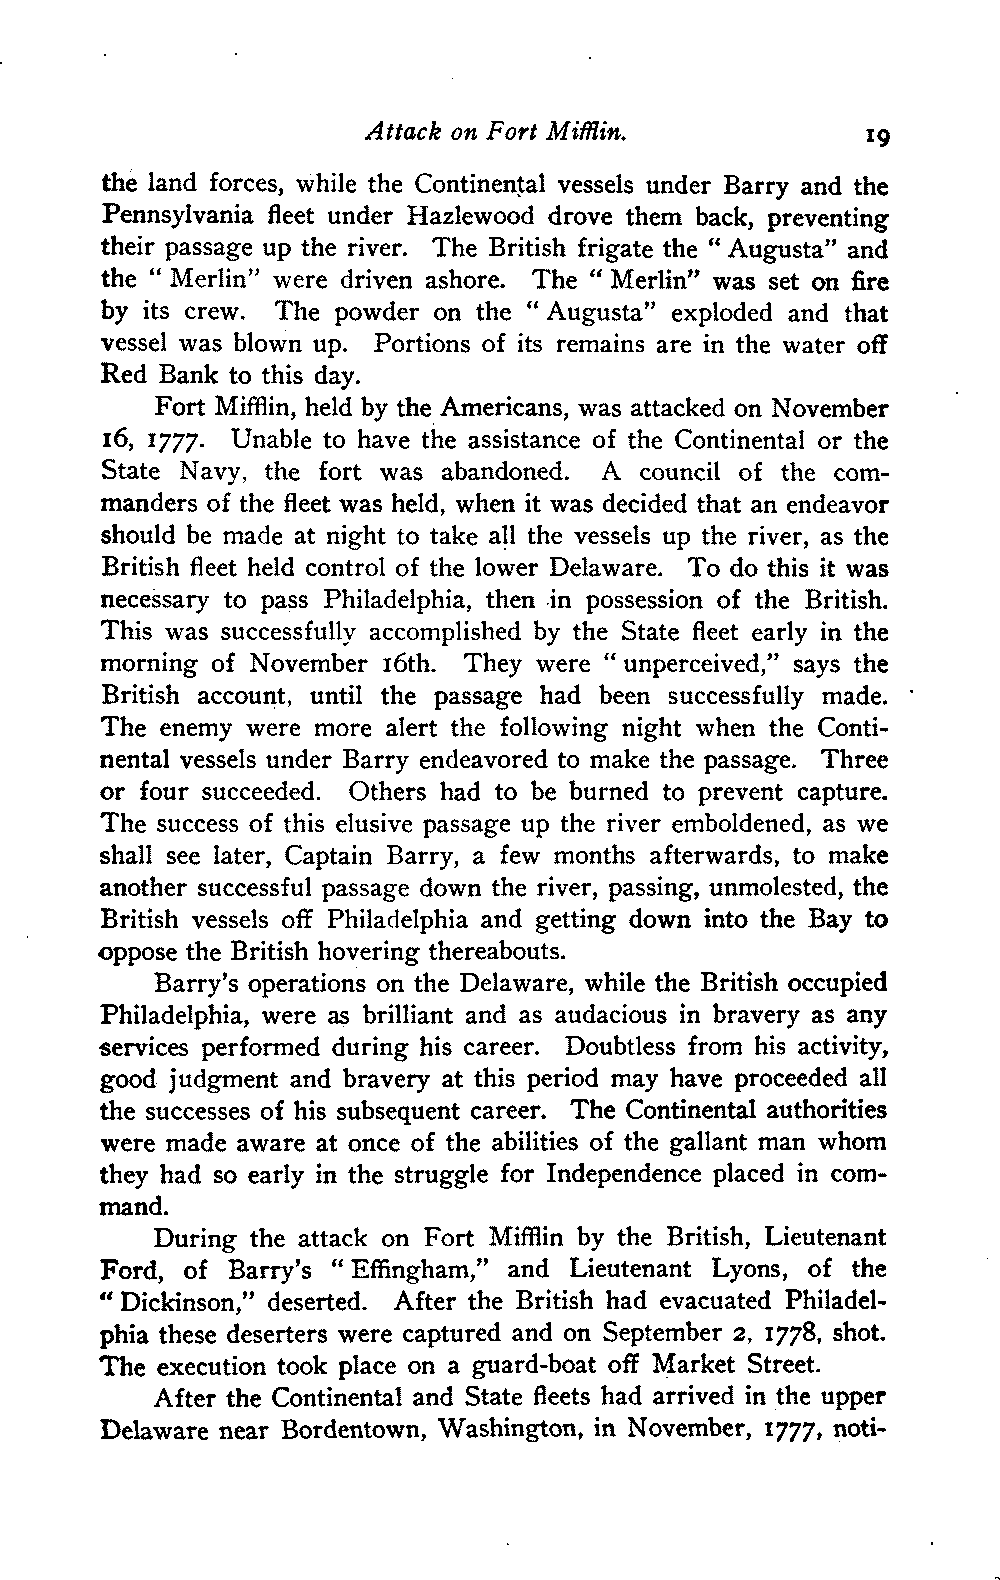 Attack on Fort Mifflin. 19
the land forces, while the Continental vessels under Barry and the
Pennsylvania fleet under Hazlewood drove them back, preventing
their passage up the river. The British frigate the " Augusta" and
the " Merlin" were driven ashore. The " Merlin" was set on fire
by its crew. The powder on the " Augusta" exploded and that
vessel was blown up. Portions of its remains are in the water off
Red Bank to this day.
Fort Mifflin, held by the Americans, was attacked on November
16, 1777. Unable to have the assistance of the Continental or the
State Navy, the fort was abandoned. A council of the com-
manders of the fleet was held, when it was decided that an endeavor
should be made at night to take all the vessels up the river, as the
British fleet held control of the lower Delaware. To do this it was
necessary to pass Philadelphia, then in possession of the British.
This was successfully accomplished by the State fleet early in the
morning of November 16th. They were " unperceived," says the
British account, until the passage had been successfully made.
The enemy were more alert the following night when the Conti-
nental vessels under Barry endeavored to make the passage. Three
or four succeeded. Others had to be burned to prevent capture.
The success of this elusive passage up the river emboldened, as we
shall see later, Captain Barry, a few months afterwards, to make
another successful passage down the river, passing, unmolested, the
British vessels off Philadelphia and getting down into the Bay to
oppose the British hovering thereabouts.
Barry's operations on the Delaware, while the British occupied
Philadelphia, were as brilliant and as audacious in bravery as any
services performed during his career. Doubtless from his activity,
good judgment and bravery at this period may have proceeded all
the successes of his subsequent career. The Continental authorities
were made aware at once of the abilities of the gallant man whom
they had so early in the struggle for Independence placed in com-
mand.
During the attack on Fort Mifflin by the British, Lieutenant
Ford, of Barry's " Effingham," and Lieutenant Lyons, of the
" Dickinson," deserted. After the British had evacuated Philadel-
phia these deserters were captured and on September 2, 1778, shot.
The execution took place on a guard-boat off Market Street.
After the Continental and State fleets had arrived in the upper
Delaware near Bordentown, Washington, in November, 1777, noti-